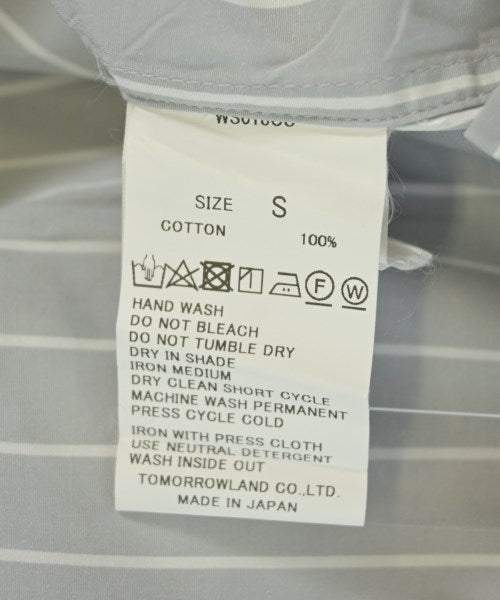 SIZE S
COTTON 100%
F W
HAND WASH
DO NOT BLEACH
DO NOT TUMBLE DRY
DRY IN SHADE
IRON MEDIUM
DRY CLEAN SHORT CYCLE
MACHINE WASH PERMANENT
PRESS CYCLE COLD
IRON WITH PRESS CLOTH
USE NEUTRAL DETERGENT
WASH INSIDE OUT
TOMORROWLAND CO.,LTD.
MADE IN JAPAN